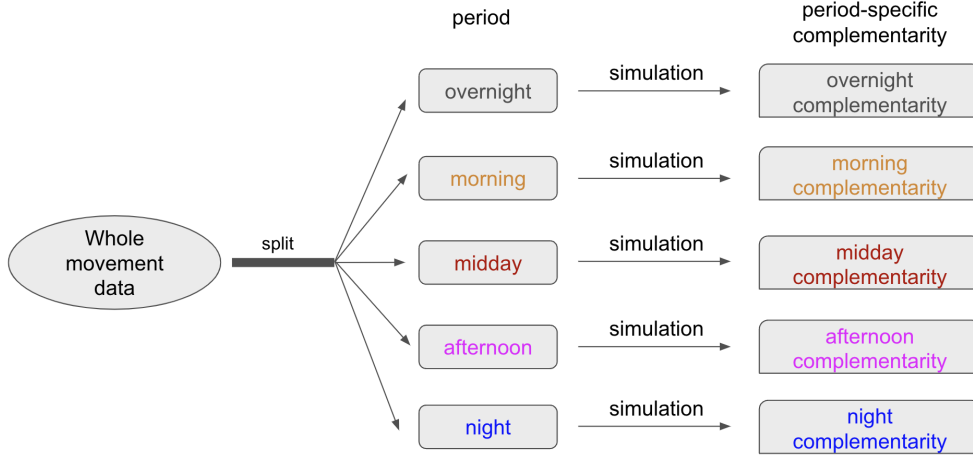 period
period-specific
complementarity
overnight
simulation
overnight
complementarity
morning
simulation
morning
complementarity
Whole
movement
data
split
midday
simulation
midday
complementarity
afternoon
simulation
afternoon
complementarity
night
simulation
night
complementarity